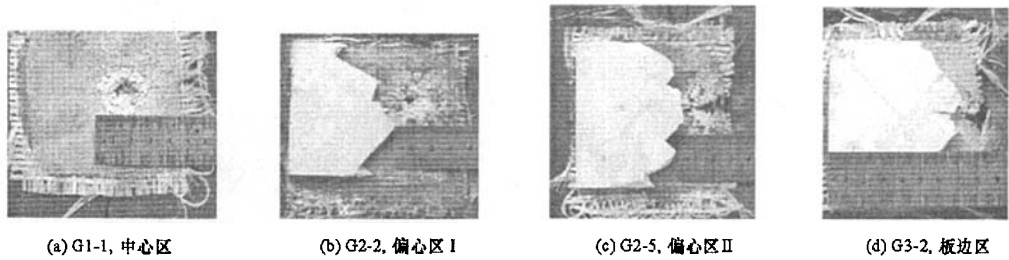 (a) G1-1, 中心区
(b) G2-2, 偏心区 I
(c) G2-5, 偏心区 II
(d) G3-2, 板边区